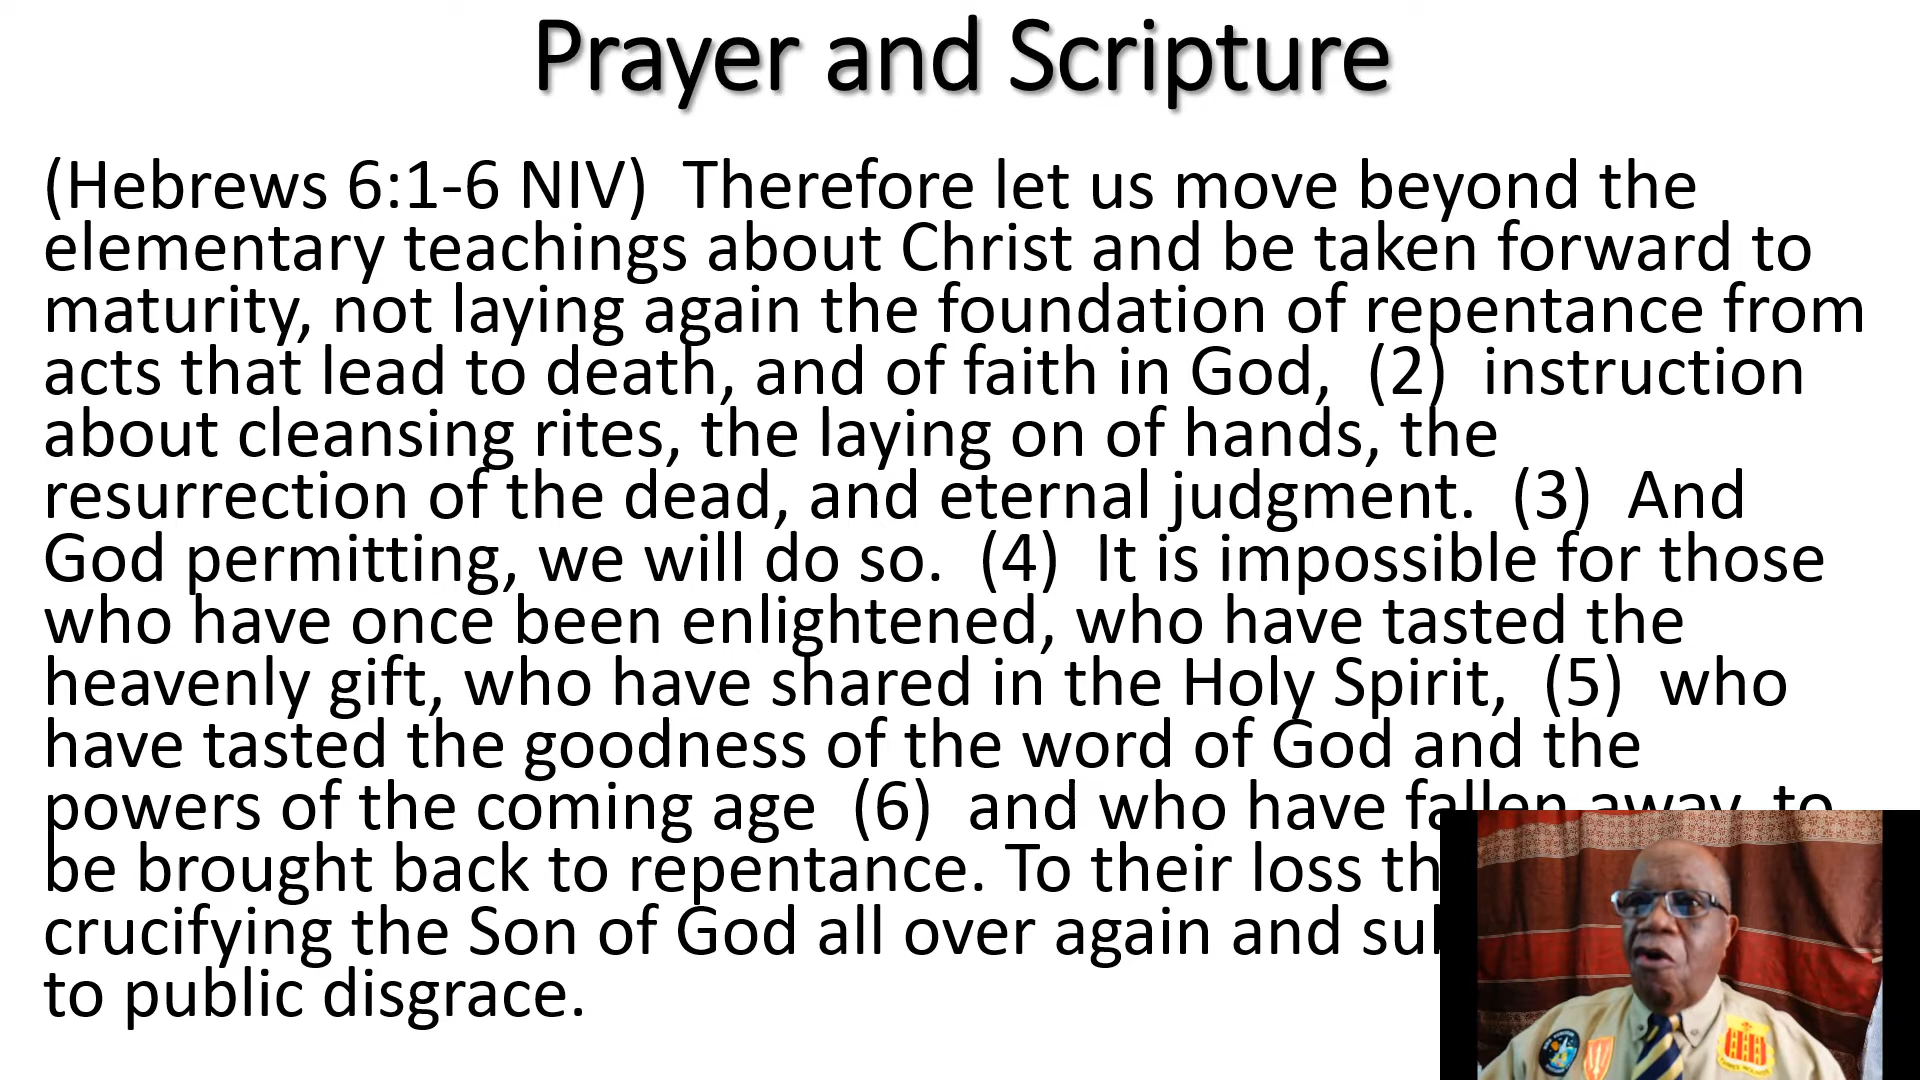 Prayer and Scripture
(Hebrews 6:1-6 NIV)  Therefore let us move beyond the
elementary teachings about Christ and be taken forward to
maturity, not laying again the foundation of repentance from
acts that lead to death, and of faith in God,  (2)  instruction
about cleansing rites, the laying on of hands, the
resurrection of the dead, and eternal judgment.  (3)  And
God permitting, we will do so.  (4)  It is impossible for those
who have once been enlightened, who have tasted the
heavenly gift, who have shared in the Holy Spirit,  (5)  who
have tasted the goodness of the word of God and the
powers of the coming age  (6)  and who have fallen away, to
be brought back to repentance. To their loss th
crucifying the Son of God all over again and
to public disgrace.